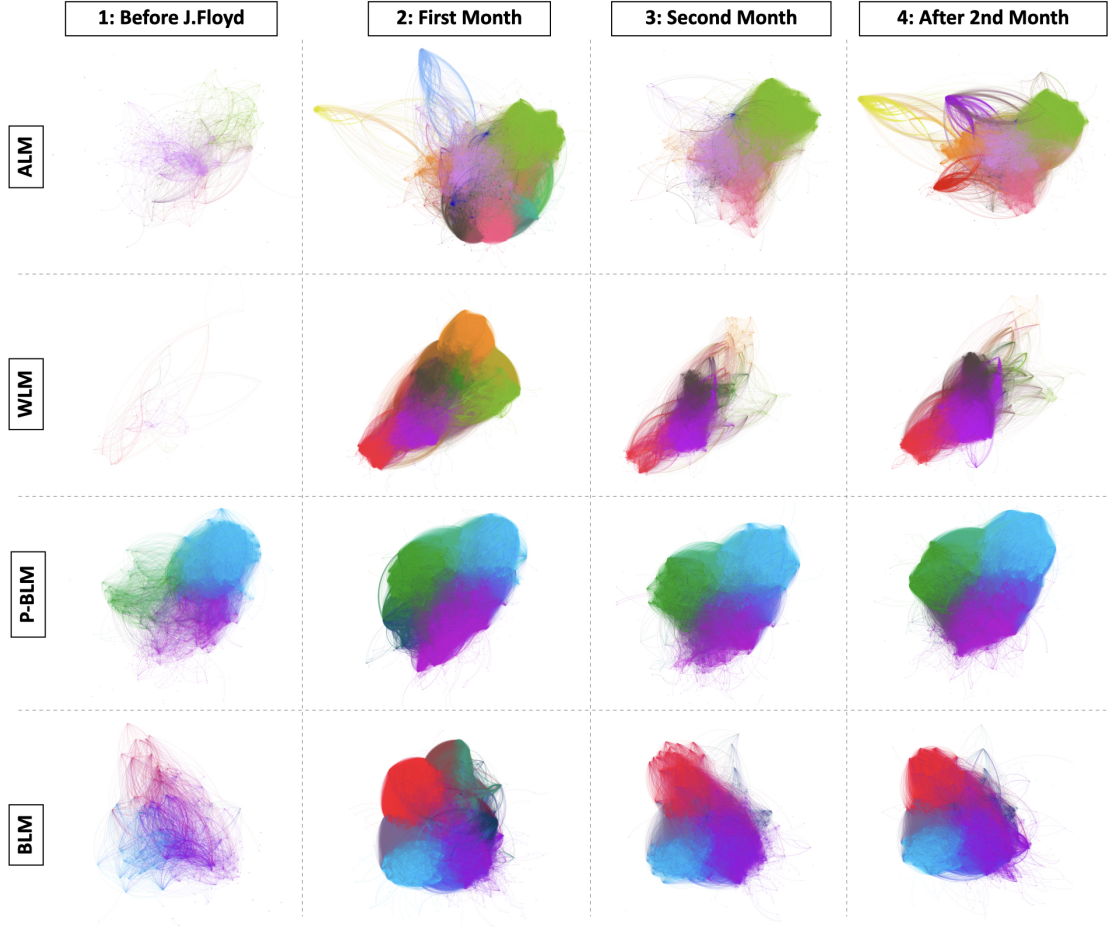 1: Before J.Floyd
2: First Month
3: Second Month
4: After 2nd Month
ALM
WLM
P-BLM
BLM